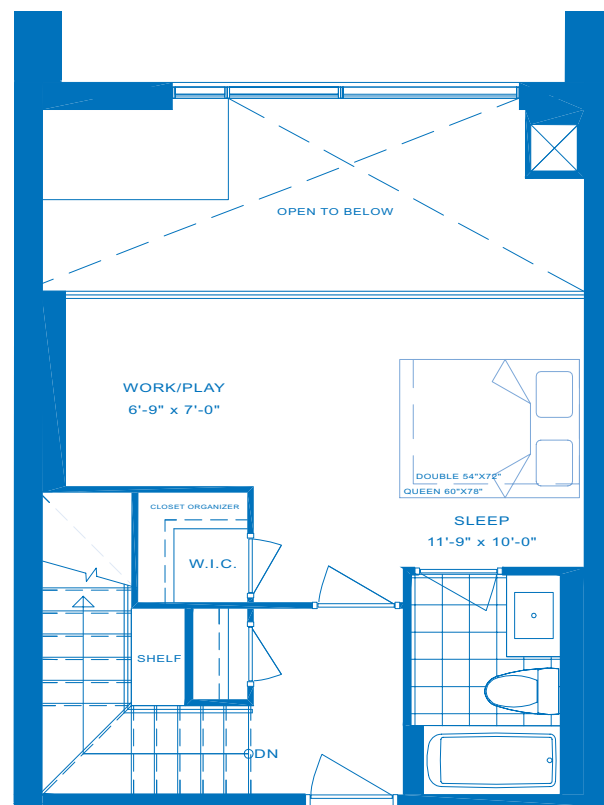 OPEN TO BELOW
WORK/PLAY
6'-9" x 7'-0"
DOUBLE 54"X72"
QUEEN 60"X78"
CLOSET ORGANIZER
SLEEP
11'-9" x 10'-0"
W.I.C.
SHELF
DN